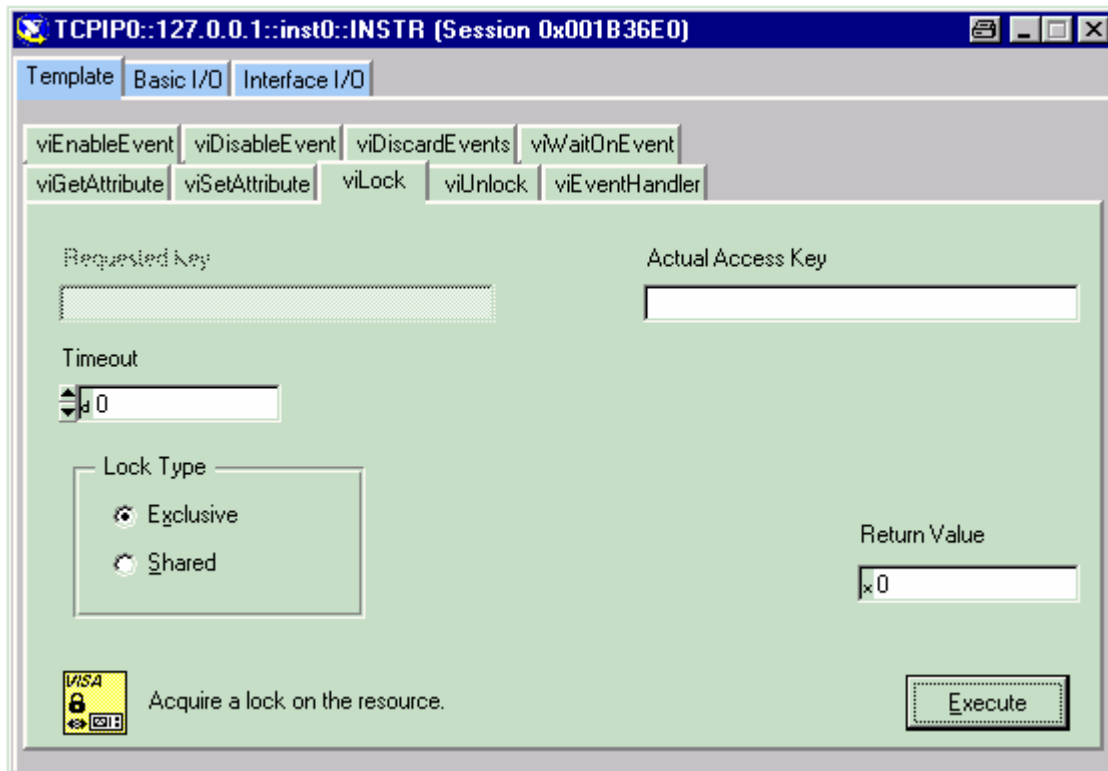 TCPIP0::127.0.0.1::inst0::INSTR (Session 0x001B36E0)
Template Basic I/O Interface I/O
viEnableEvent viDisableEvent viDiscardEvents viWaitOnEvent
viGetAttribute viSetAttribute viLock viUnlock viEventHandler
Requested Key Actual Access Key
Timeout
d 0
Lock Type
Exclusive
Shared
Return Value
x 0
VISA
Acquire a lock on the resource.
Execute